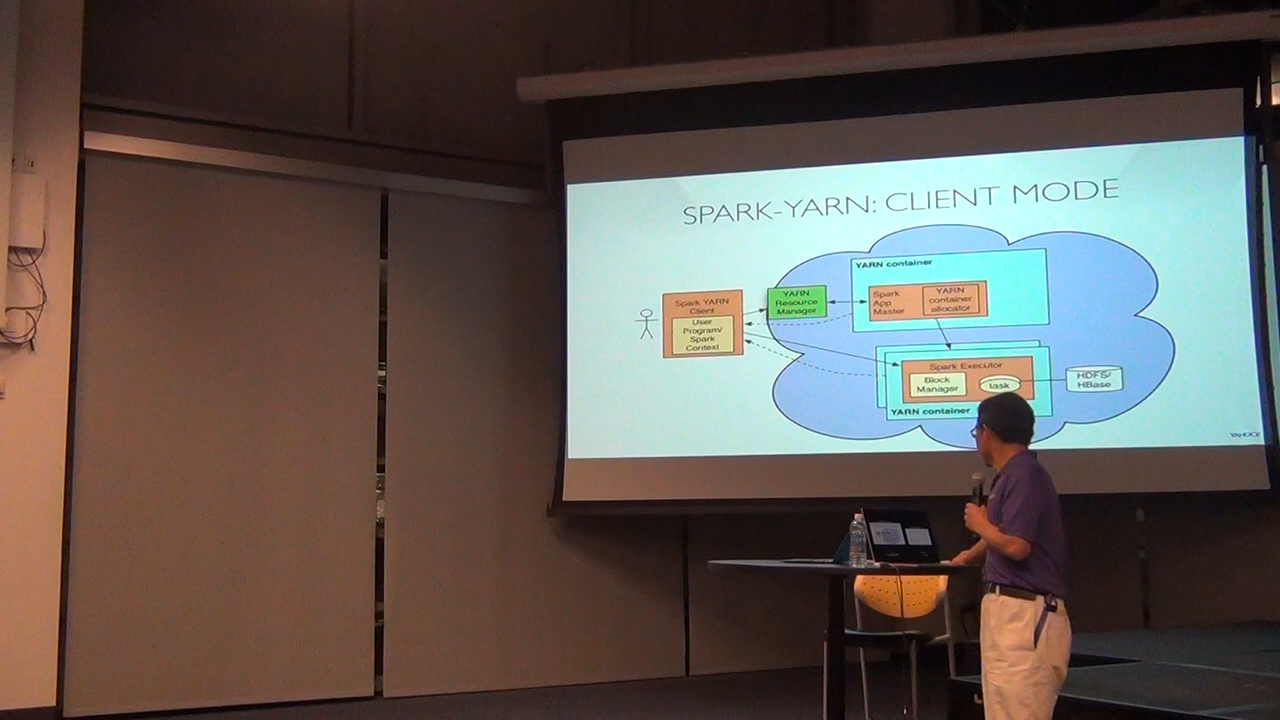 SPARK-YARN: CLIENT MODE
YARN container
Spark YARN
Client
User
Program/
Spark
Context
YARN
Resource
Manager
Spark
App
Master
YARN
container
allocator
Spark Executor
Block
Manager
task
YARN container
HDFS/
HBase
YAHOO!